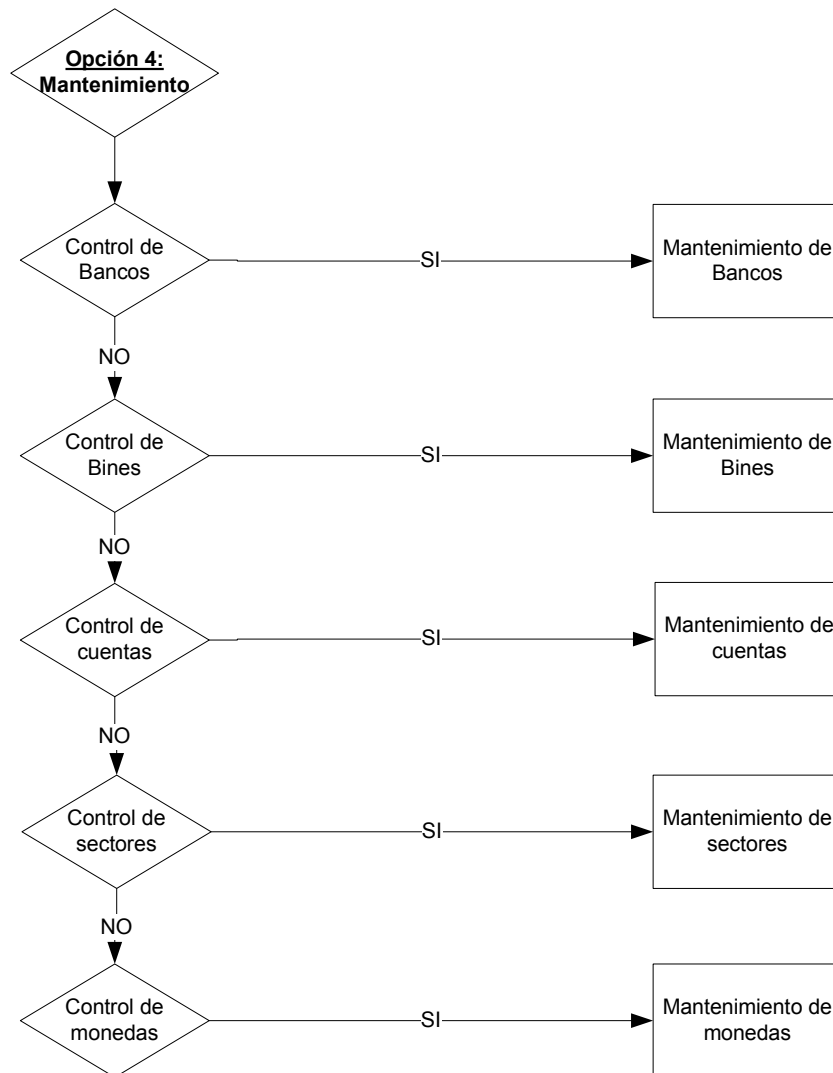 Opción 4:
Mantenimiento
Control de
Bancos
SI
Mantenimiento de
Bancos
NO
Control de
Bines
SI
Mantenimiento de
Bines
NO
Control de
cuentas
SI
Mantenimiento de
cuentas
NO
Control de
sectores
SI
Mantenimiento de
sectores
NO
Control de
monedas
SI
Mantenimiento de
monedas